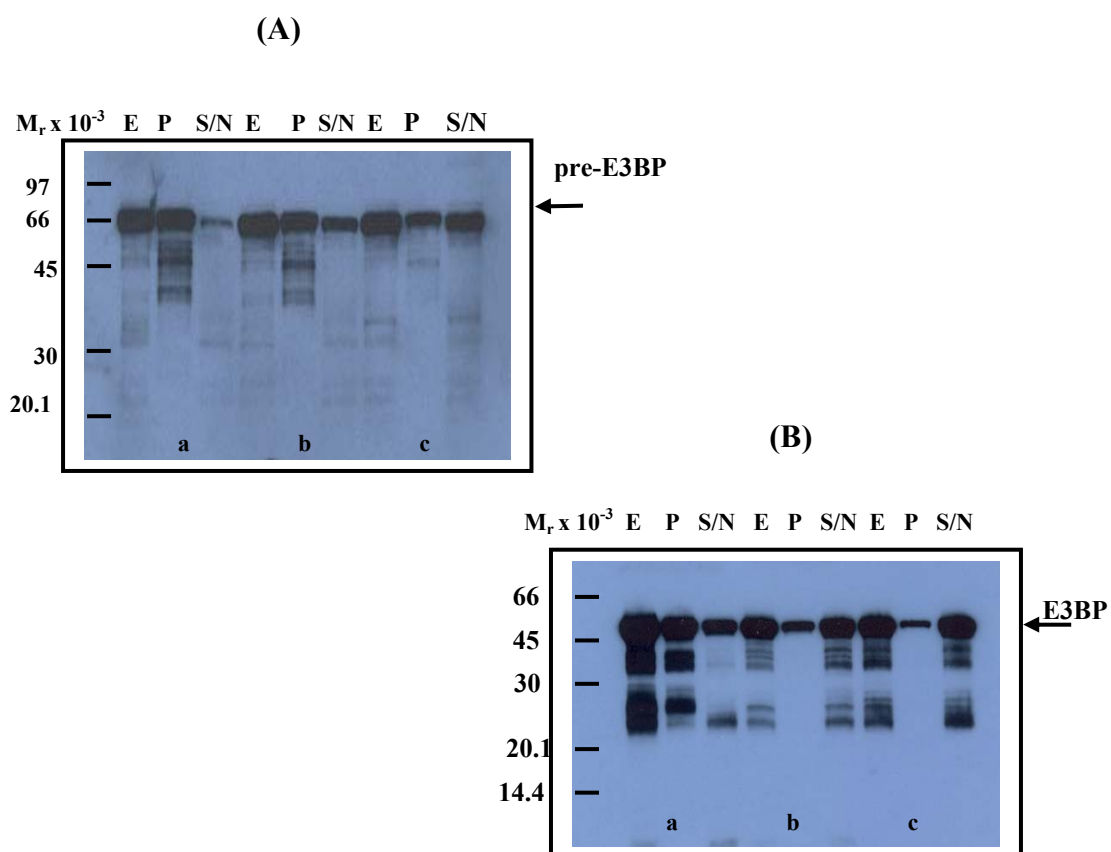 (A)
Mr x 10-3 E P S/N E P S/N E P S/N
pre-E3BP
97
66
45
30
20.1
a b c
(B)
Mr x 10-3 E P S/N E P S/N E P S/N
E3BP
66
45
30
20.1
14.4
a b c